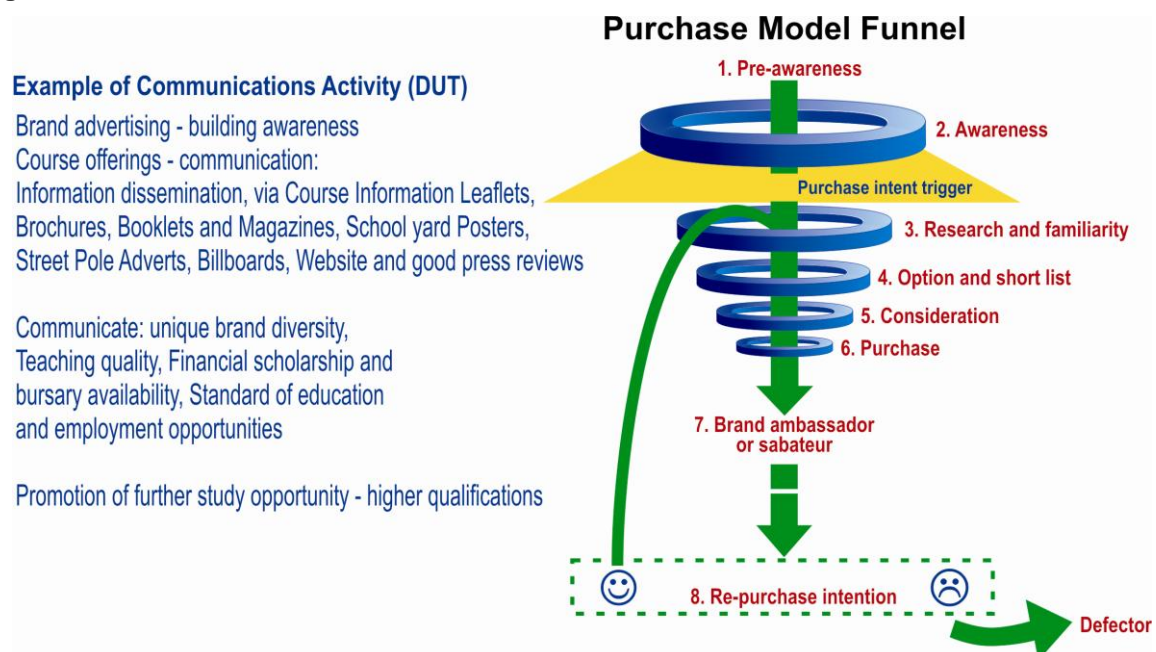 Purchase Model Funnel
Example of Communications Activity (DUT)
Brand advertising - building awareness
Course offerings - communication:
Information dissemination, via Course Information Leaflets,
Brochures, Booklets and Magazines, School yard Posters,
Street Pole Adverts, Billboards, Website and good press reviews
Communicate: unique brand diversity,
Teaching quality, Financial scholarship and
bursary availability, Standard of education
and employment opportunities
Promotion of further study opportunity - higher qualifications
1. Pre-awareness
2. Awareness
Purchase intent trigger
3. Research and familiarity
4. Option and short list
5. Consideration
6. Purchase
7. Brand ambassador
or sabateur
8. Re-purchase intention
Defector